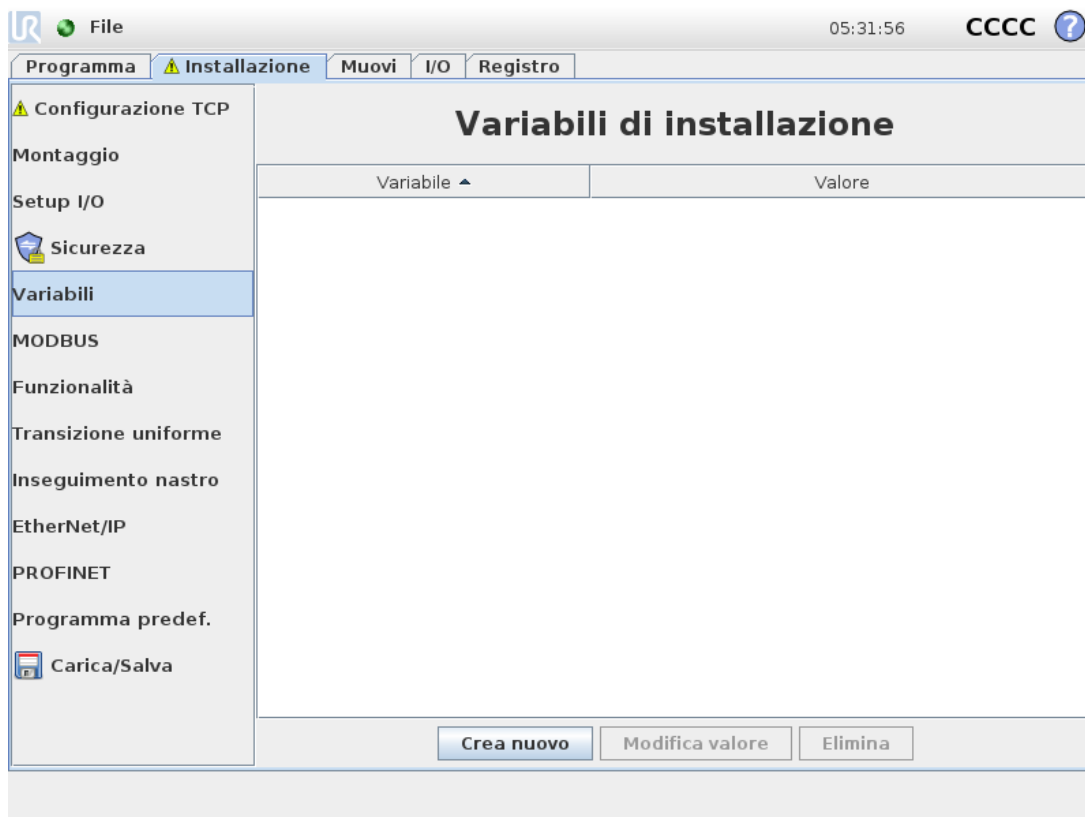 UR File 05:31:56 CCCC ?
Programma Installazione Muovi I/O Registro
Configurazione TCP
Montaggio
Setup I/O
Sicurezza
Variabili
MODBUS
Funzionalità
Transizione uniforme
Inseguimento nastro
EtherNet/IP
PROFINET
Programma predef.
Carica/Salva
Variabili di installazione
Variabile Valore
Crea nuovo Modifica valore Elimina